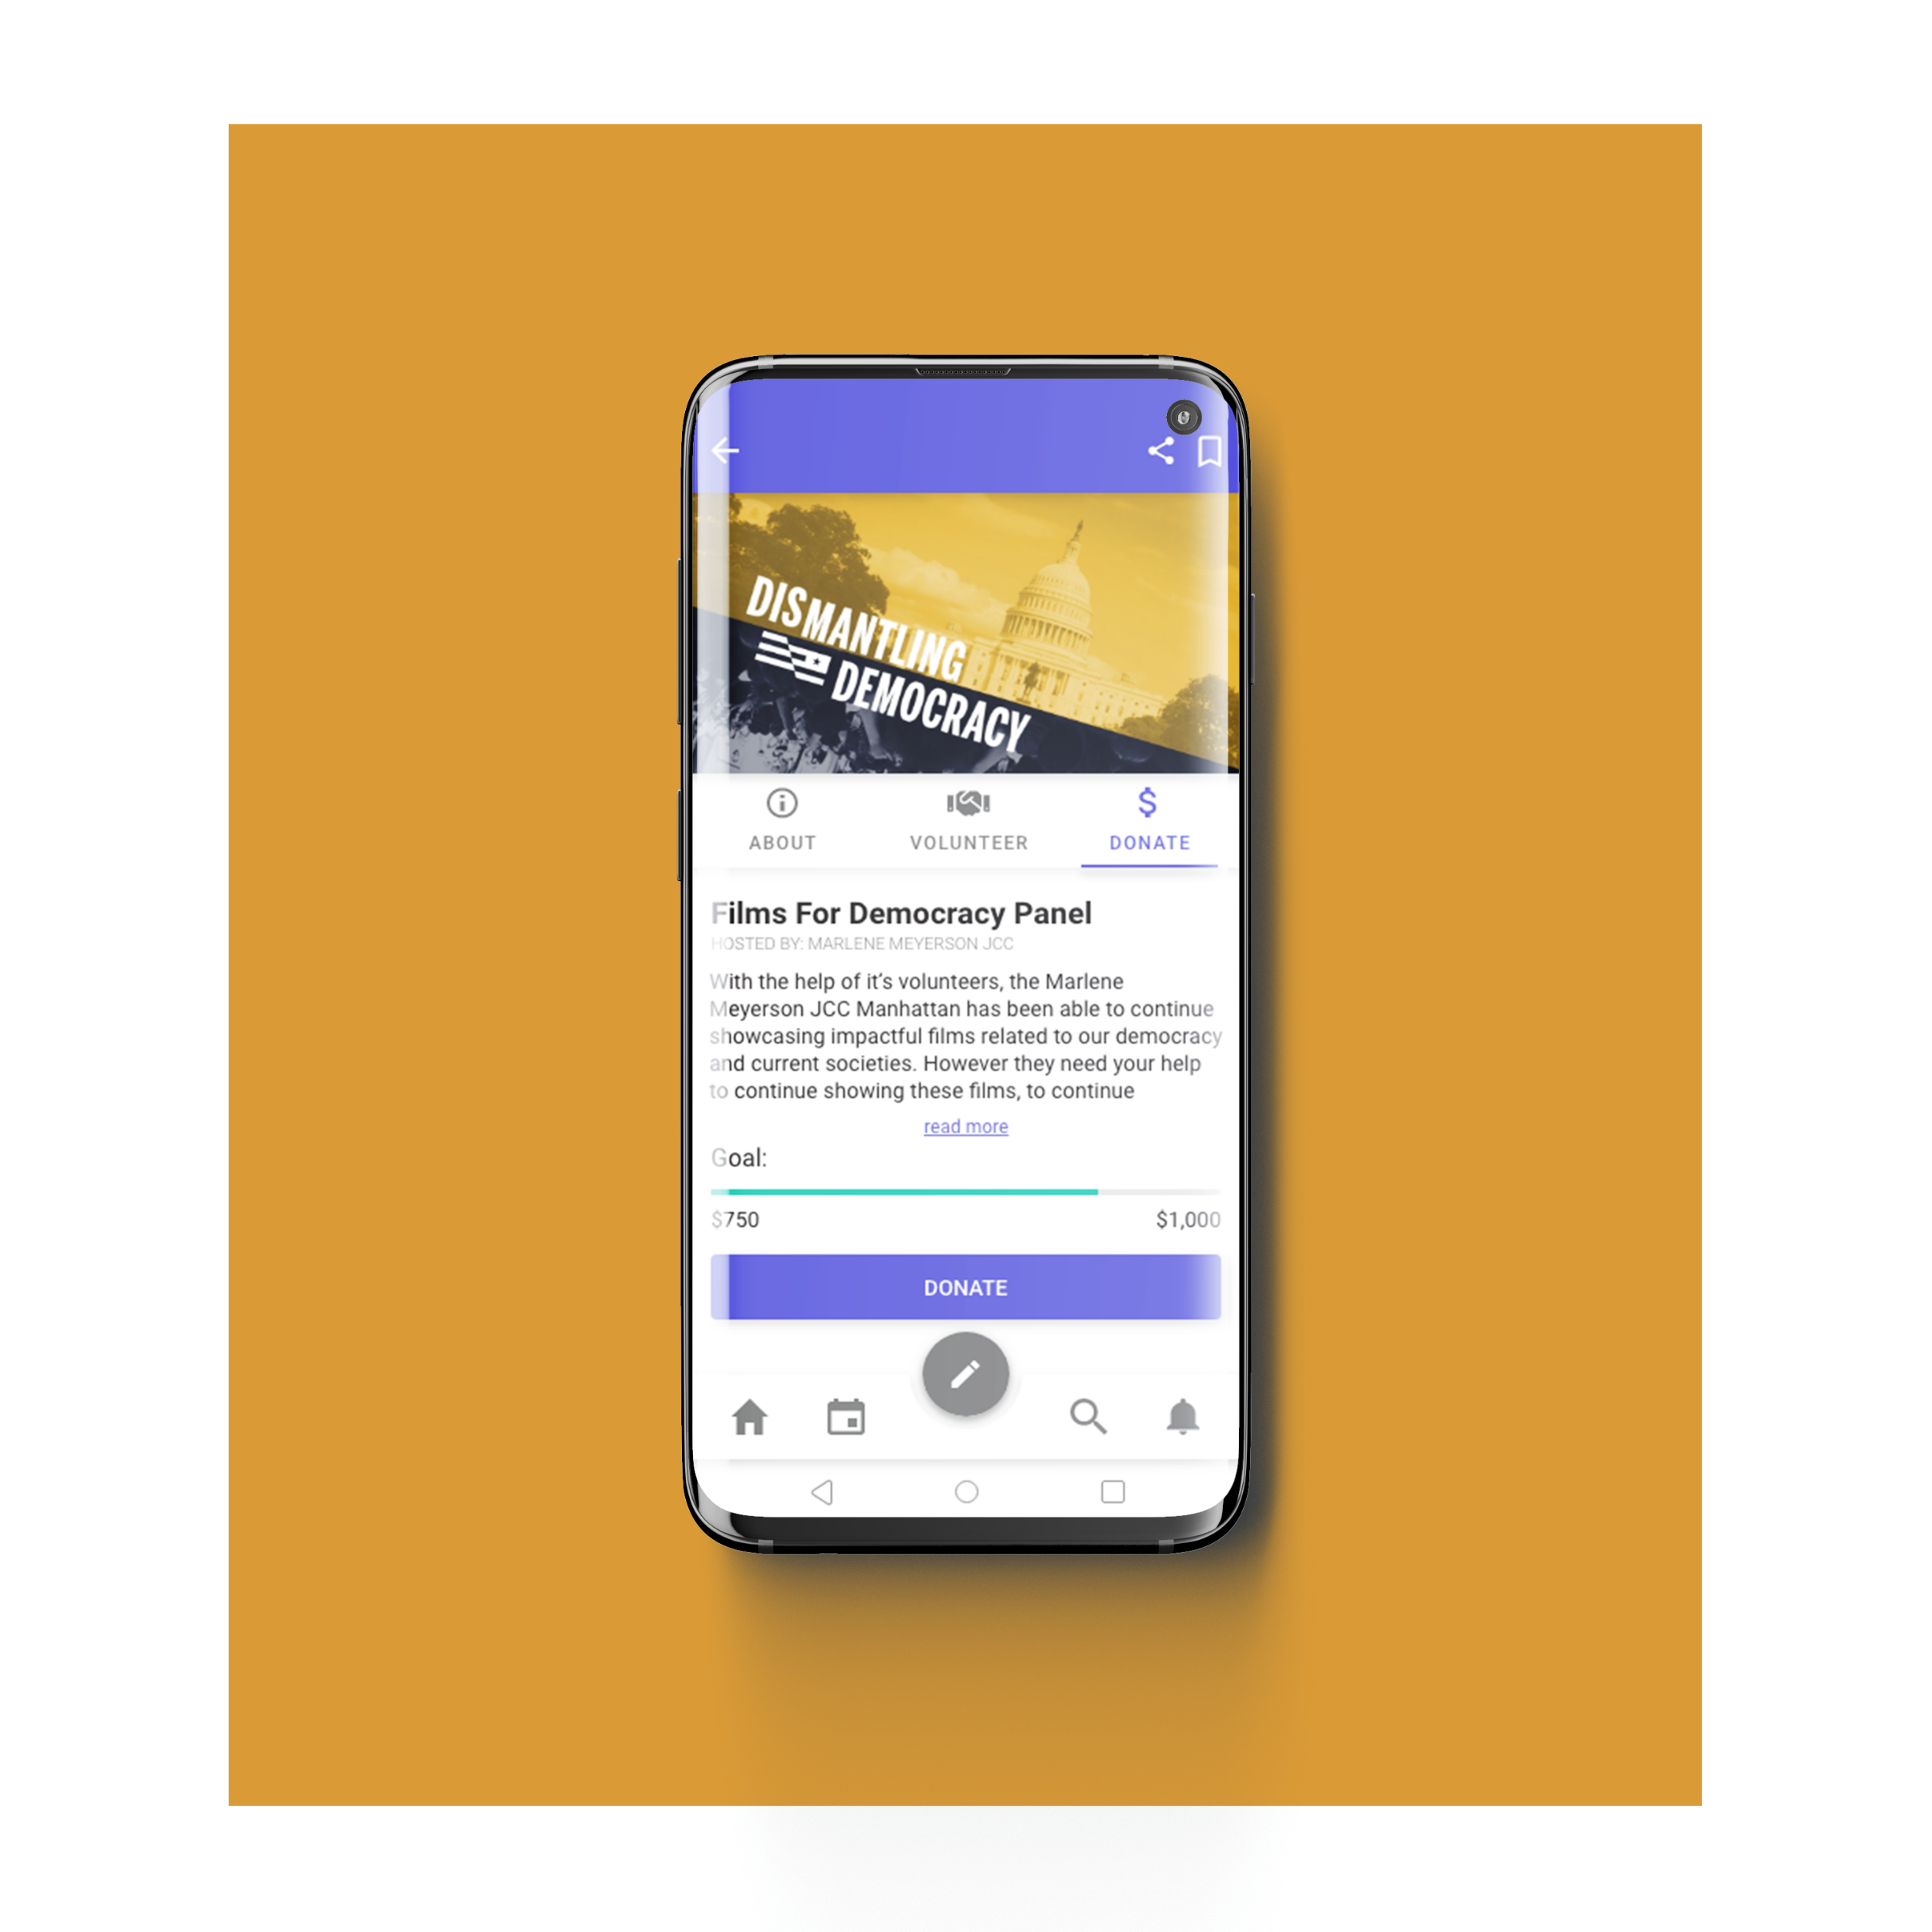 DISMANTLING
DEMOCRACY
ABOUT
VOLUNTEER
DONATE
Films For Democracy Panel
HOSTED BY: MARLENE MEYERSON JCC
With the help of it’s volunteers, the Marlene
Meyerson JCC Manhattan has been able to continue
showcasing impactful films related to our democracy
and current societies. However they need your help
to continue showing these films, to continue
read more
Goal:
$750
$1,000
DONATE